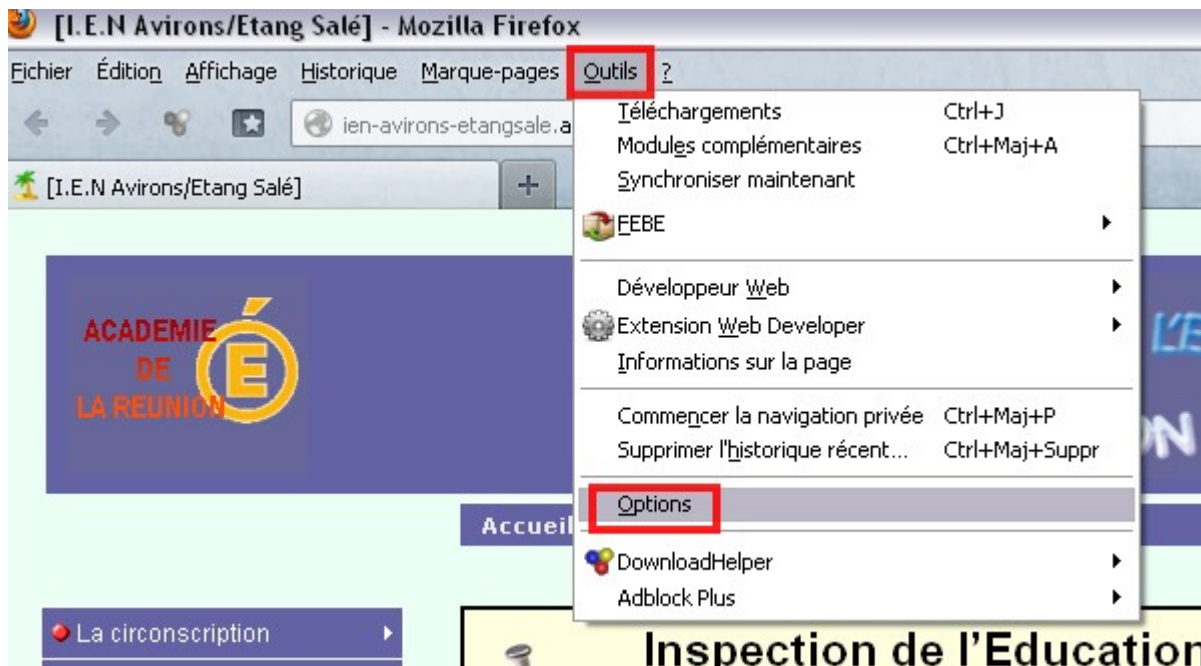 [I.E.N Avirons/Etang Salé] - Mozilla Firefox
Fichier Édition Affichage Historique Marque-pages Outils ?
ien-avirons-etangsale.a
[I.E.N Avirons/Etang Salé]
Téléchargements Ctrl+J
Modules complémentaires Ctrl+Maj+A
Synchroniser maintenant
FEBE
Développeur Web
Extension Web Developer
Informations sur la page
Commencer la navigation privée Ctrl+Maj+P
Supprimer l'historique récent... Ctrl+Maj+Suppr
Options
DownloadHelper
Adblock Plus
ACADEMIE
DE
LA REUNION
É
L'E
ON
Accueil
La circonscription
Inspection de l'Education